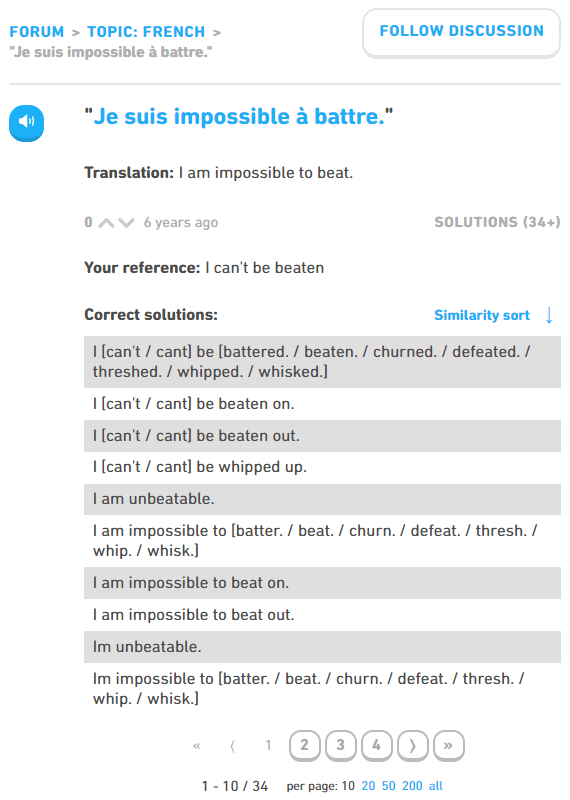 FORUM > TOPIC: FRENCH >
"Je suis impossible à battre."
FOLLOW DISCUSSION
"Je suis impossible à battre."
Translation: I am impossible to beat.
0 6 years ago
SOLUTIONS (34+)
Your reference: I can't be beaten
Correct solutions:
Similarity sort ↓
I [can't / cant] be [battered. / beaten. / churned. / defeated. /
threshed. / whipped. / whisked.]
I [can't / cant] be beaten on.
I [can't / cant] be beaten out.
I [can't / cant] be whipped up.
I am unbeatable.
I am impossible to [batter. / beat. / churn. / defeat. / thresh. /
whip. / whisk.]
I am impossible to beat on.
I am impossible to beat out.
Im unbeatable.
Im impossible to [batter. / beat. / churn. / defeat. / thresh. /
whip. / whisk.]
« ⟨ 1 2 3 4 ⟩ »
1 - 10 / 34 per page: 10 20 50 200 all